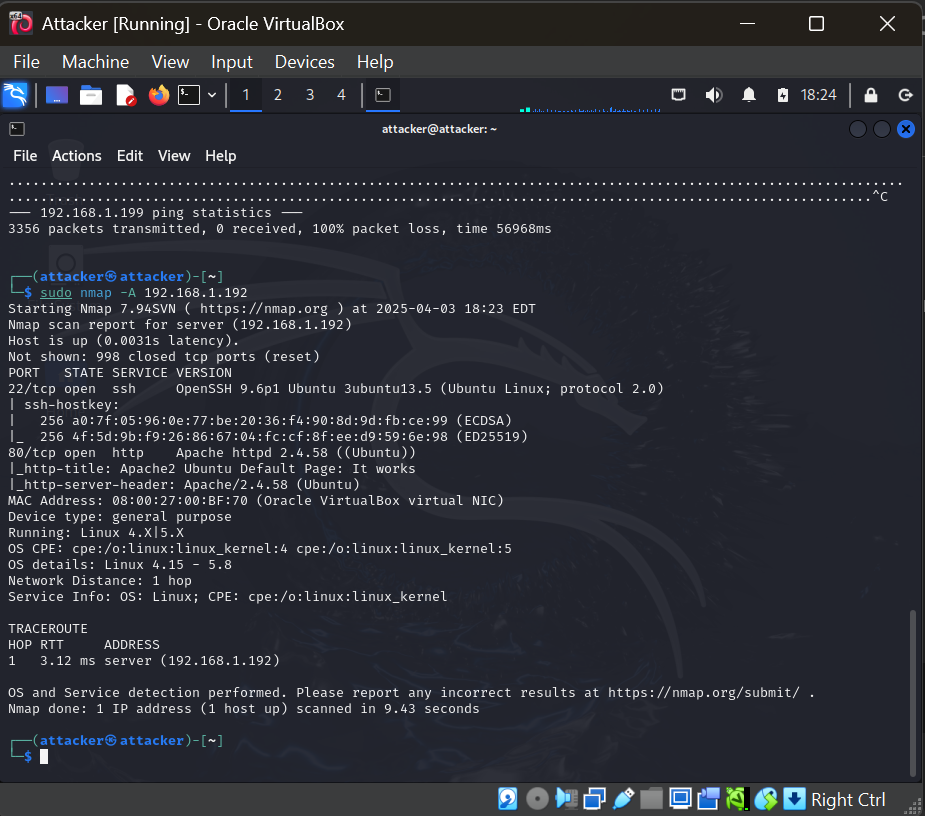 Attacker [Running] - Oracle VirtualBox
File Machine View Input Devices Help
1 2 3 4 18:24
attacker@attacker: ~
File Actions Edit View Help
................................................................................................................
............................................................................................................^C
--- 192.168.1.199 ping statistics ---
3356 packets transmitted, 0 received, 100% packet loss, time 56968ms
┌──(attacker㉿attacker)-[~]
└─$ sudo nmap -A 192.168.1.192
Starting Nmap 7.94SVN ( https://nmap.org ) at 2025-04-03 18:23 EDT
Nmap scan report for server (192.168.1.192)
Host is up (0.0031s latency).
Not shown: 998 closed tcp ports (reset)
PORT   STATE SERVICE VERSION
22/tcp open  ssh     OpenSSH 9.6p1 Ubuntu 3ubuntu13.5 (Ubuntu Linux; protocol 2.0)
| ssh-hostkey:
|   256 a0:7f:05:96:0e:77:be:20:36:f4:90:8d:9d:fb:ce:99 (ECDSA)
|_  256 4f:5d:9b:f9:26:86:67:04:fc:cf:8f:ee:d9:59:6e:98 (ED25519)
80/tcp open  http    Apache httpd 2.4.58 ((Ubuntu))
|_http-title: Apache2 Ubuntu Default Page: It works
|_http-server-header: Apache/2.4.58 (Ubuntu)
MAC Address: 08:00:27:00:BF:70 (Oracle VirtualBox virtual NIC)
Device type: general purpose
Running: Linux 4.X|5.X
OS CPE: cpe:/o:linux:linux_kernel:4 cpe:/o:linux:linux_kernel:5
OS details: Linux 4.15 - 5.8
Network Distance: 1 hop
Service Info: OS: Linux; CPE: cpe:/o:linux:linux_kernel
TRACEROUTE
HOP RTT     ADDRESS
1   3.12 ms server (192.168.1.192)
OS and Service detection performed. Please report any incorrect results at https://nmap.org/submit/ .
Nmap done: 1 IP address (1 host up) scanned in 9.43 seconds
┌──(attacker㉿attacker)-[~]
└─$
Right Ctrl